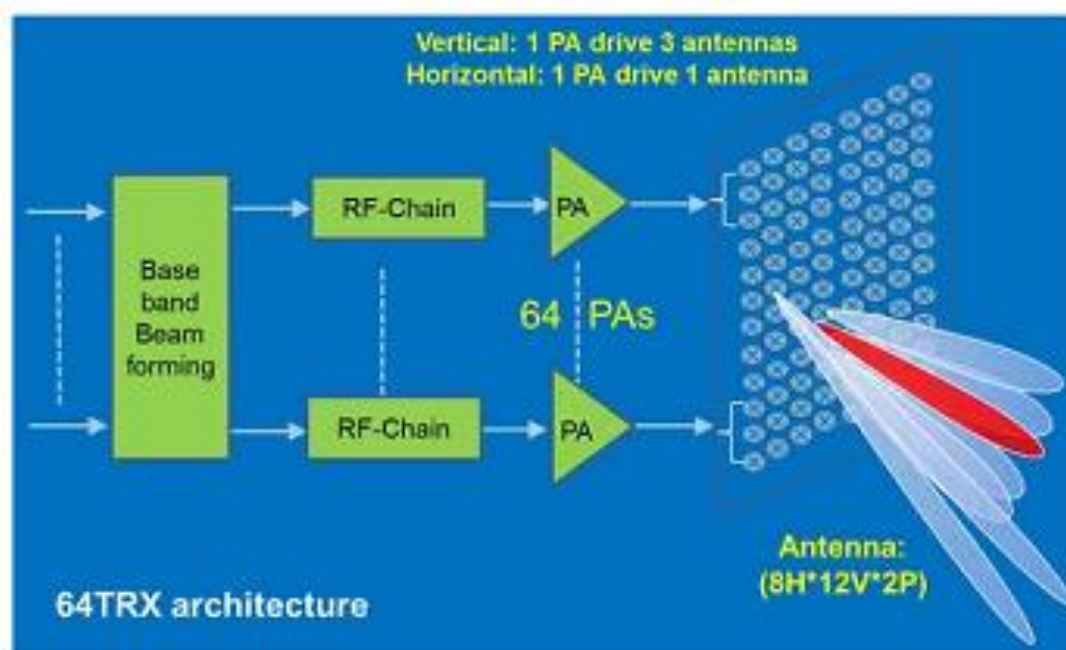 Vertical: 1 PA drive 3 antennas
Horizontal: 1 PA drive 1 antenna
Base
band
Beam
forming
RF-Chain
PA
64 PAs
RF-Chain
PA
Antenna:
(8H*12V*2P)
64TRX architecture